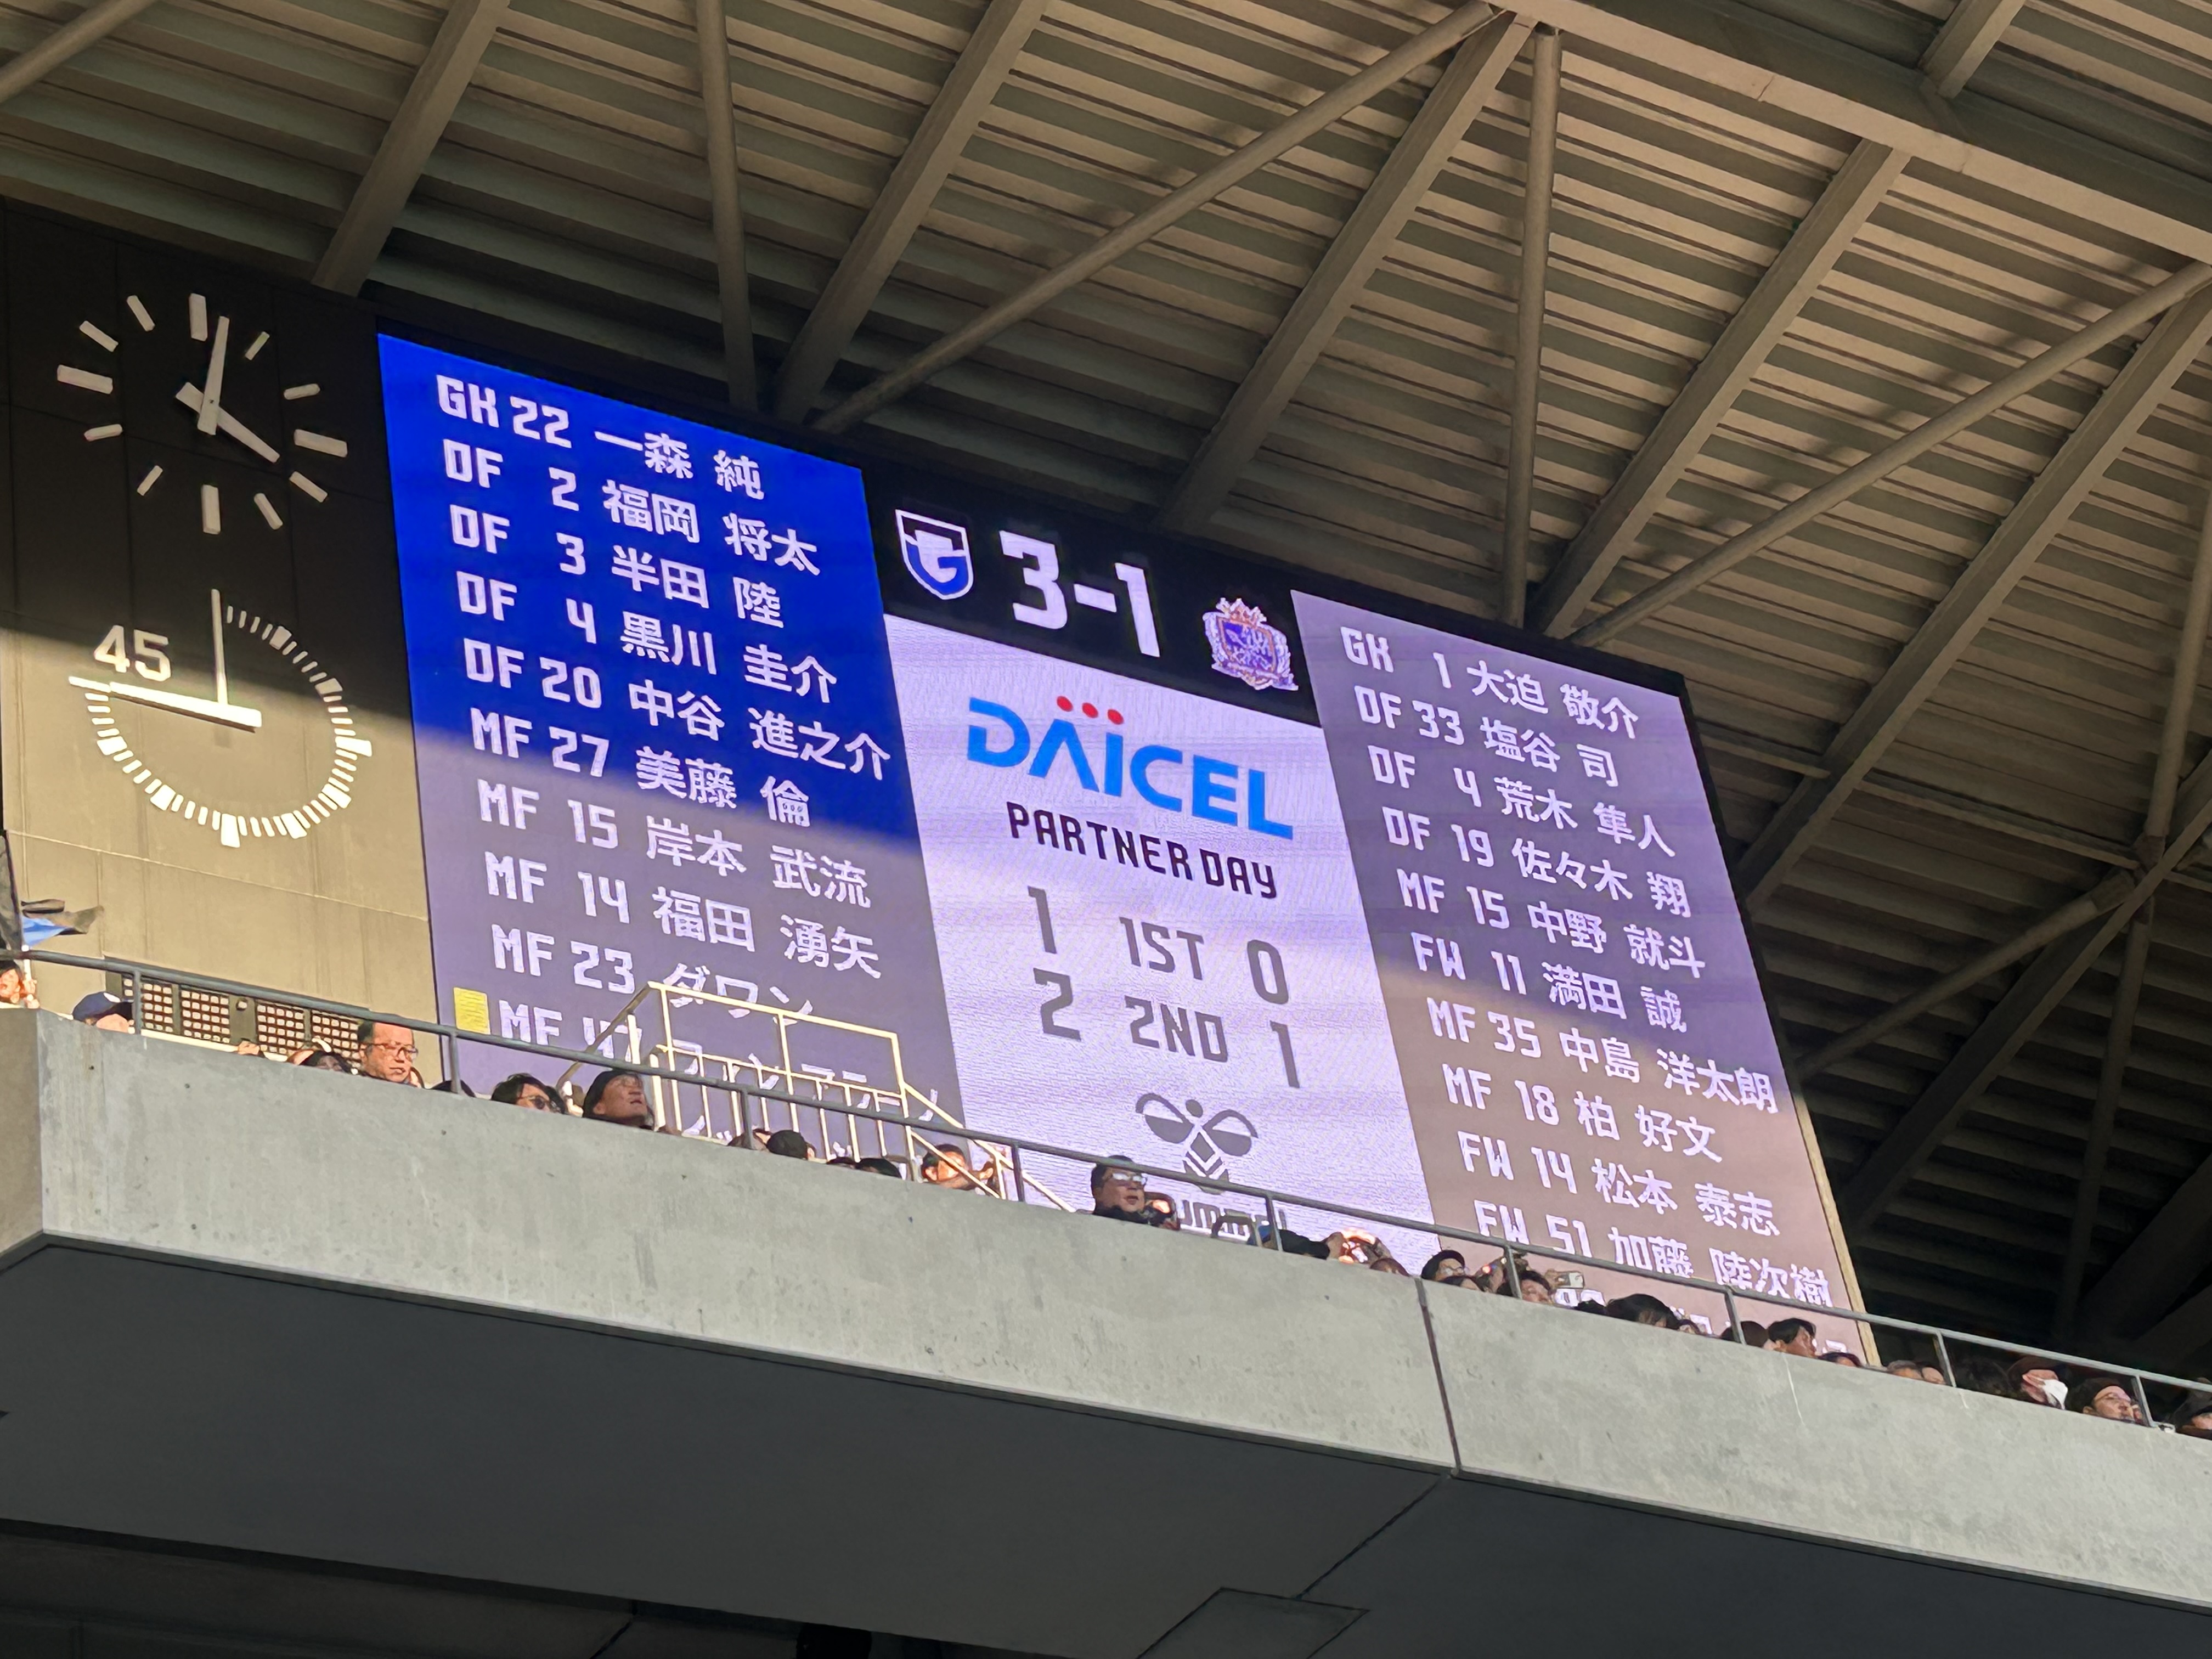 45
GK 22 一森 純
DF 2 福岡 将太
DF 3 半田 陸
DF 4 黒川 圭介
DF 20 中谷 進之介
MF 27 美藤 倫
MF 15 岸本 武流
MF 14 福田 湧矢
MF 23 ダワン
MF
G 3-1
DAICEL
PARTNER DAY
1 1ST 0
2 2ND 1
GK 1 大迫 敬介
DF 33 塩谷 司
DF 4 荒木 隼人
DF 19 佐々木 翔
MF 15 中野 就斗
FW 11 満田 誠
MF 35 中島 洋太朗
MF 18 柏 好文
FW 14 松本 泰志
FW 51 加藤 陸次樹